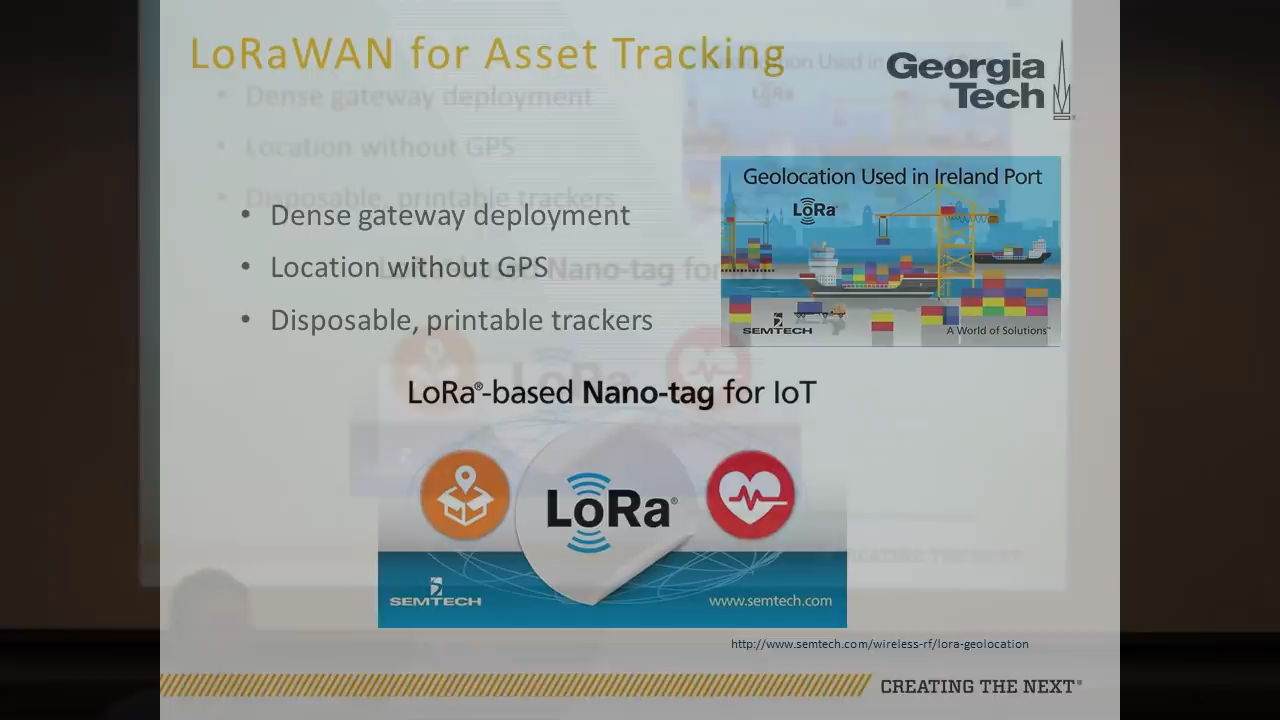 LoRaWAN for Asset Tracking
Georgia
Tech
• Dense gateway deployment
• Location without GPS
• Disposable, printable trackers
Geolocation Used in Ireland Port
LoRa
SEMTECH
A World of Solutions™
LoRa®-based Nano-tag for IoT
LoRa®
SEMTECH
www.semtech.com
http://www.semtech.com/wireless-rf/lora-geolocation
CREATING THE NEXT®